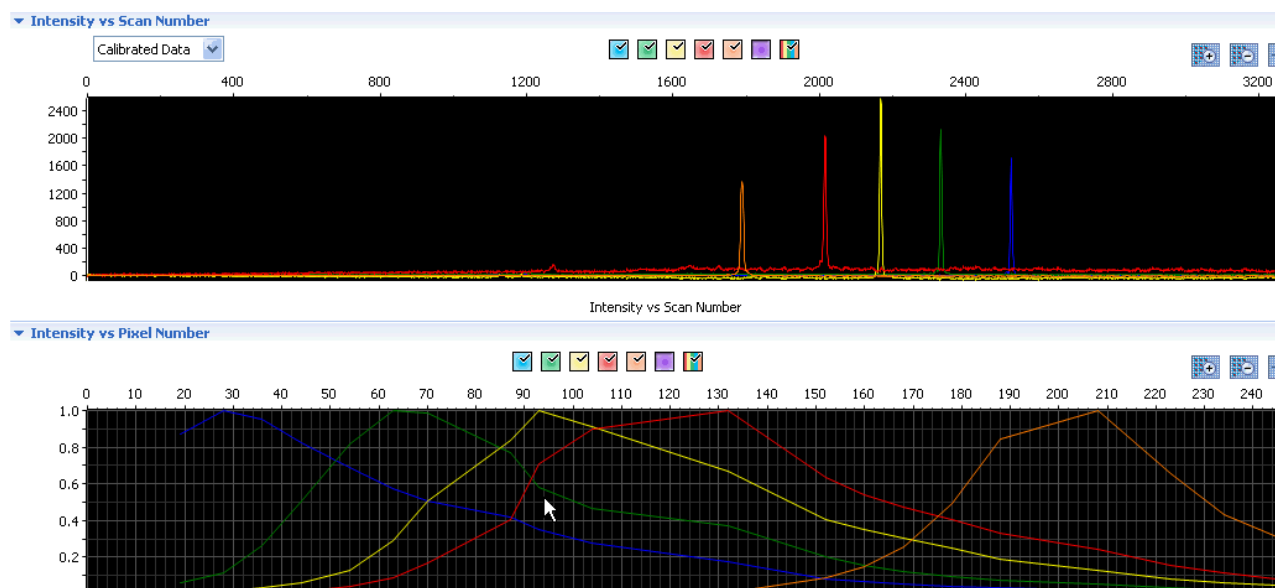 Intensity vs Scan Number
Calibrated Data
0 400 800 1200 1600 2000 2400 2800 3200
2400
2000
1600
1200
800
400
0
Intensity vs Scan Number
Intensity vs Pixel Number
0 10 20 30 40 50 60 70 80 90 100 110 120 130 140 150 160 170 180 190 200 210 220 230 240
1.0
0.8
0.6
0.4
0.2